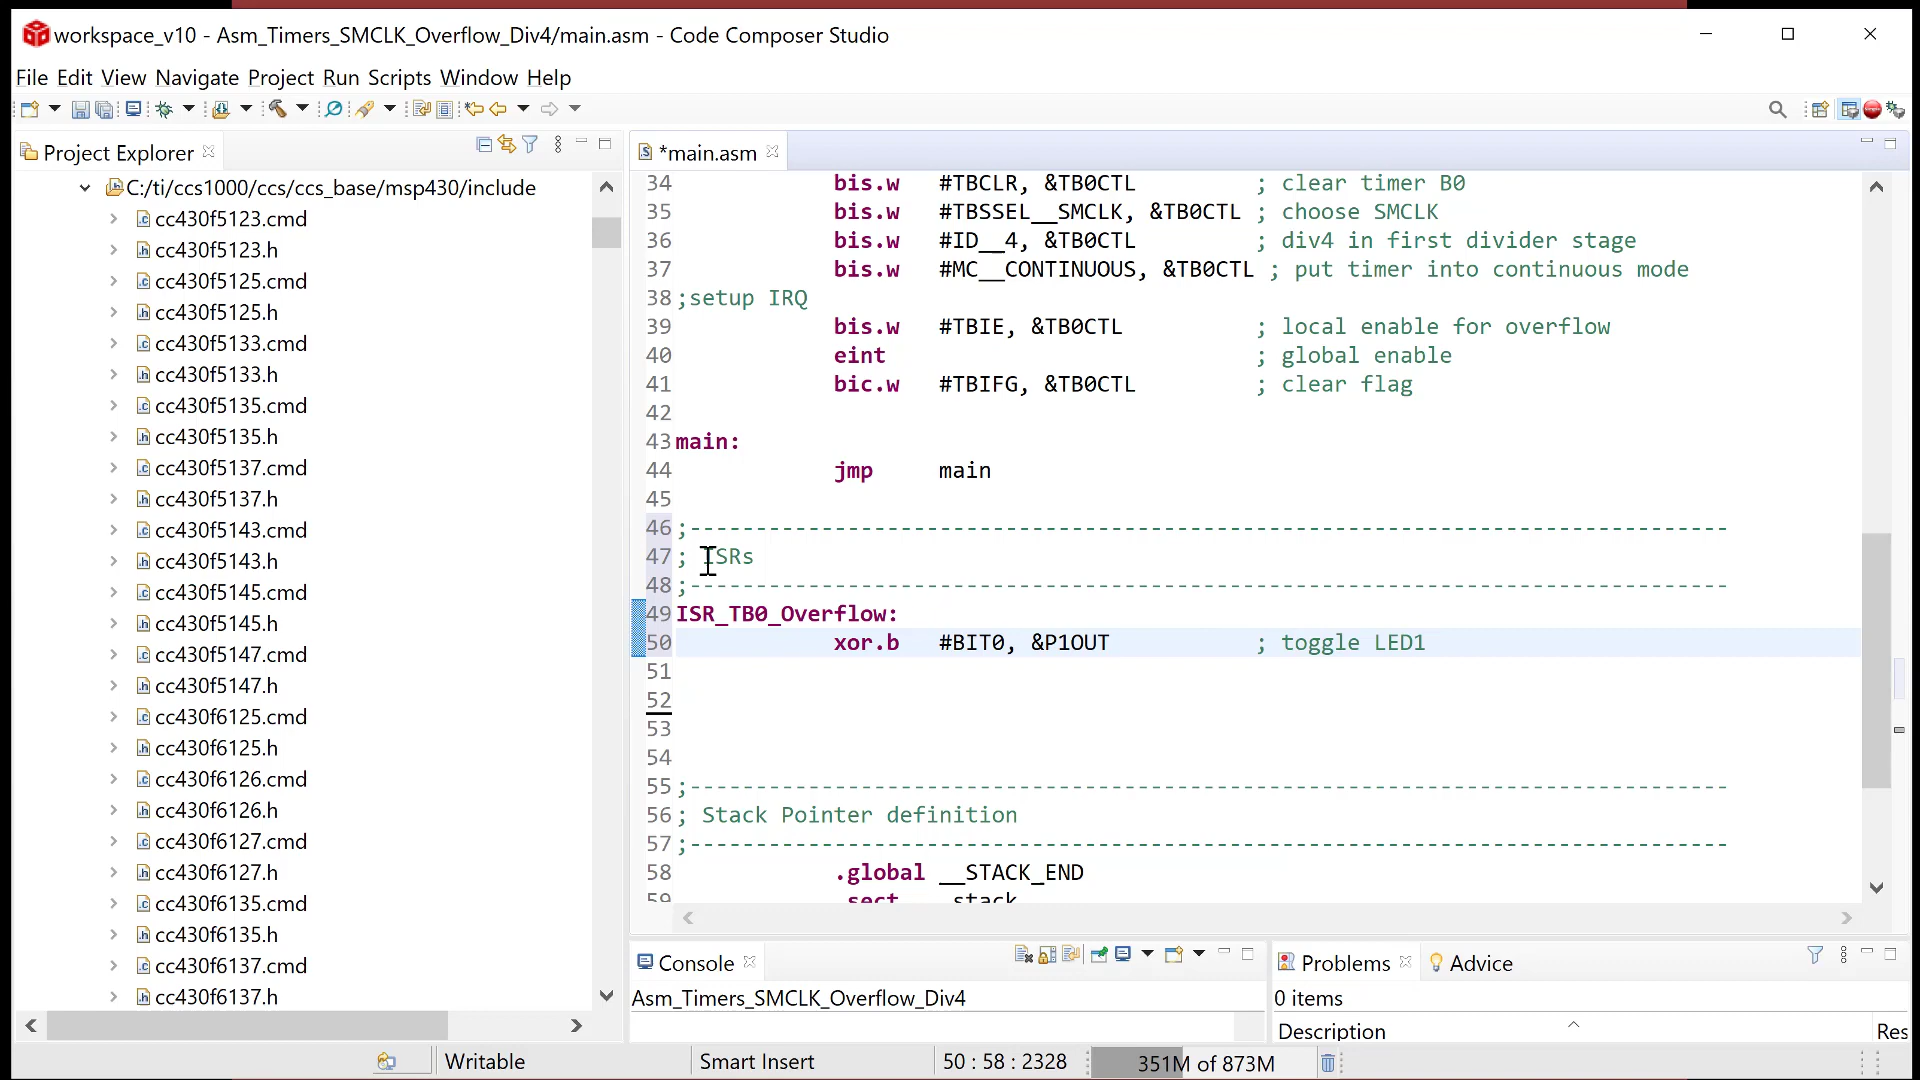 workspace_v10 - Asm_Timers_SMCLK_Overflow_Div4/main.asm - Code Composer Studio
File Edit View Navigate Project Run Scripts Window Help
Project Explorer
C:/ti/ccs1000/ccs/ccs_base/msp430/include
cc430f5123.cmd
cc430f5123.h
cc430f5125.cmd
cc430f5125.h
cc430f5133.cmd
cc430f5133.h
cc430f5135.cmd
cc430f5135.h
cc430f5137.cmd
cc430f5137.h
cc430f5143.cmd
cc430f5143.h
cc430f5145.cmd
cc430f5145.h
cc430f5147.cmd
cc430f5147.h
cc430f6125.cmd
cc430f6125.h
cc430f6126.cmd
cc430f6126.h
cc430f6127.cmd
cc430f6127.h
cc430f6135.cmd
cc430f6135.h
cc430f6137.cmd
cc430f6137.h
*main.asm
34 bis.w #TBCLR, &TB0CTL ; clear timer B0
35 bis.w #TBSSEL__SMCLK, &TB0CTL ; choose SMCLK
36 bis.w #ID__4, &TB0CTL ; div4 in first divider stage
37 bis.w #MC__CONTINUOUS, &TB0CTL ; put timer into continuous mode
38 ;setup IRQ
39 bis.w #TBIE, &TB0CTL ; local enable for overflow
40 eint ; global enable
41 bic.w #TBIFG, &TB0CTL ; clear flag
42
43 main:
44 jmp main
45
46 ;-------------------------------------------------------------------------------
47 ; ISRs
48 ;-------------------------------------------------------------------------------
49 ISR_TB0_Overflow:
50 xor.b #BIT0, &P1OUT ; toggle LED1
51
52
53
54
55 ;-------------------------------------------------------------------------------
56 ; Stack Pointer definition
57 ;-------------------------------------------------------------------------------
58 .global __STACK_END
59 .sect .stack
Console
Asm_Timers_SMCLK_Overflow_Div4
Problems Advice
0 items
Description Res
Writable Smart Insert 50 : 58 : 2328 351M of 873M